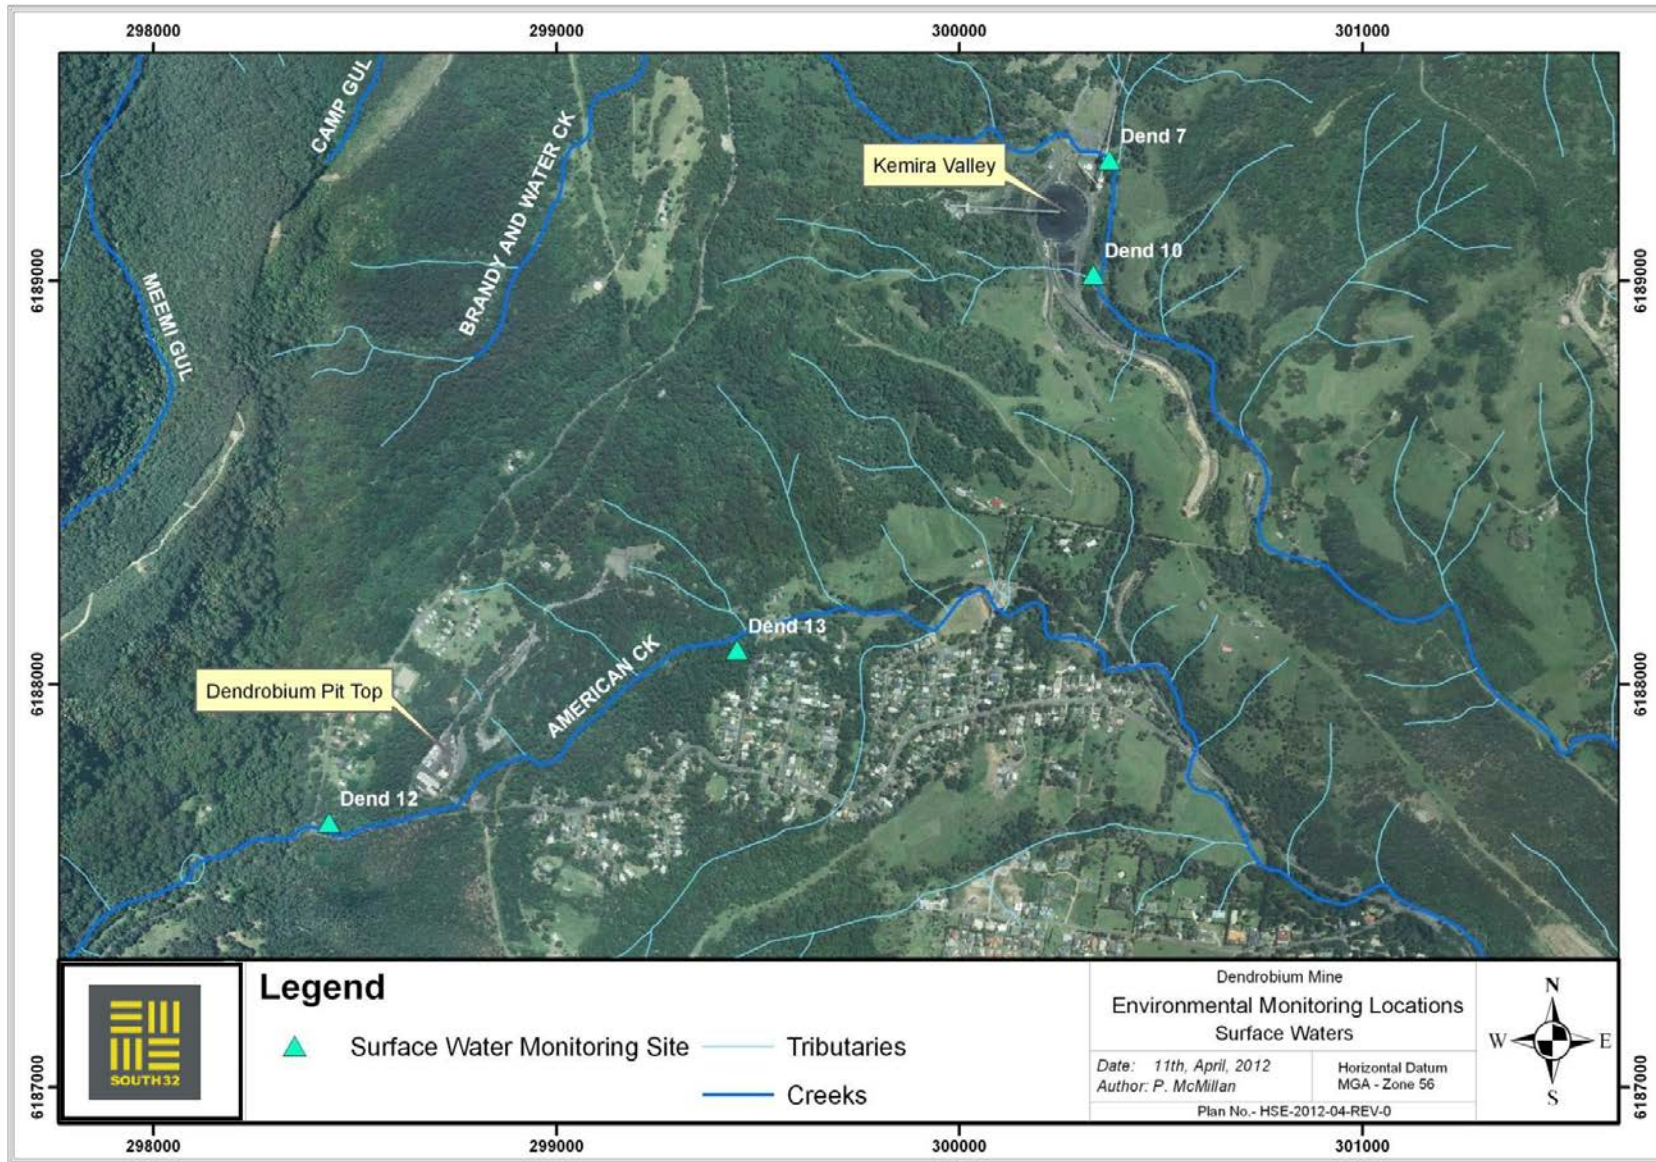 298000
299000
300000
301000
CAMP GUL
BRANDY AND WATER CK
MEEMI GUL
Dend 7
Kemira Valley
Dend 10
6189000
6189000
Dend 13
AMERICAN CK
Dendrobium Pit Top
Dend 12
6188000
6188000
SOUTH32
Legend
Surface Water Monitoring Site
Tributaries
Creeks
Dendrobium Mine
Environmental Monitoring Locations
Surface Waters
Date: 11th, April, 2012
Author: P. McMillan
Horizontal Datum
MGA - Zone 56
Plan No.- HSE-2012-04-REV-0
N
W
E
S
6187000
6187000
298000
299000
300000
301000